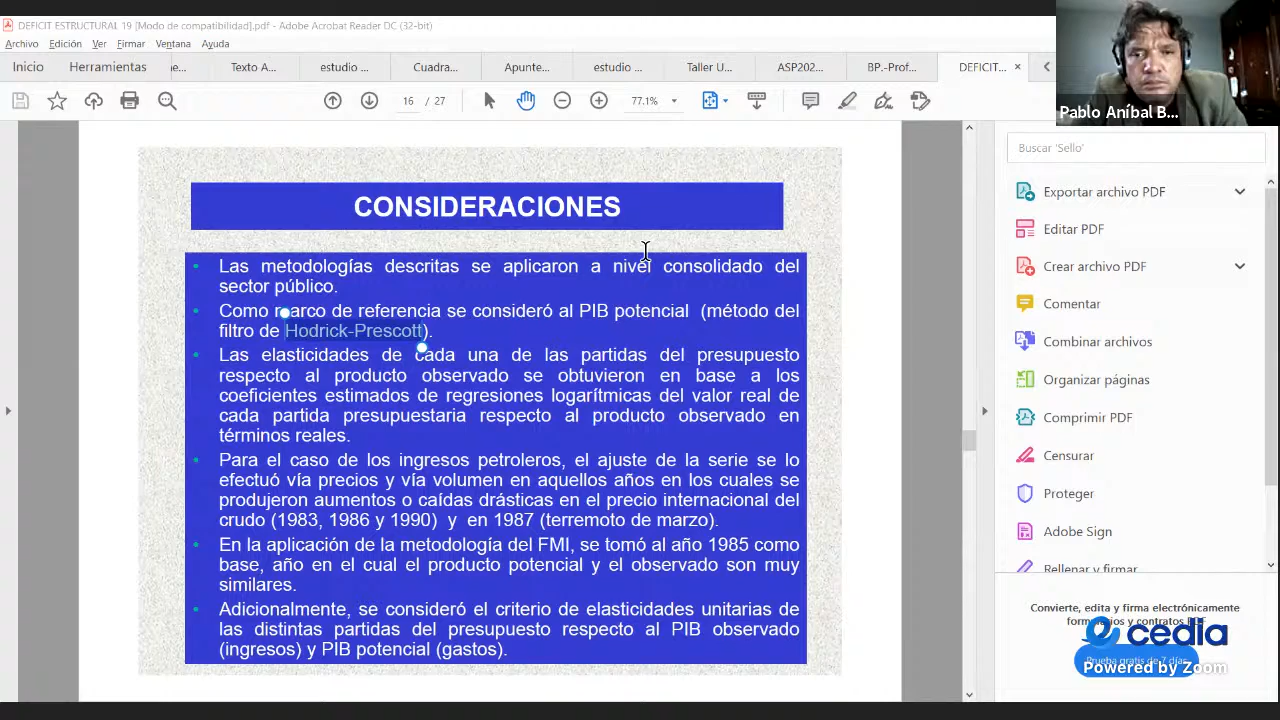 DEFICIT ESTRUCTURAL 19 [Modo de compatibilidad].pdf - Adobe Acrobat Reader DC (32-bit)
Archivo Edición Ver Firmar Ventana Ayuda
Inicio Herramientas ne... Texto A... estudio ... Cuadra... Apunte... estudio ... Taller U... ASP202... BP.-Prof... DEFICIT... ×
16 / 27 77.1%
Pablo Aníbal B...
Buscar 'Sello'
CONSIDERACIONES
• Las metodologías descritas se aplicaron a nivel consolidado del
sector público.
• Como marco de referencia se consideró al PIB potencial (método del
filtro de Hodrick-Prescott).
• Las elasticidades de cada una de las partidas del presupuesto
respecto al producto observado se obtuvieron en base a los
coeficientes estimados de regresiones logarítmicas del valor real de
cada partida presupuestaria respecto al producto observado en
términos reales.
• Para el caso de los ingresos petroleros, el ajuste de la serie se lo
efectuó vía precios y vía volumen en aquellos años en los cuales se
produjeron aumentos o caídas drásticas en el precio internacional del
crudo (1983, 1986 y 1990) y en 1987 (terremoto de marzo).
• En la aplicación de la metodología del FMI, se tomó al año 1985 como
base, año en el cual el producto potencial y el observado son muy
similares.
• Adicionalmente, se consideró el criterio de elasticidades unitarias de
las distintas partidas del presupuesto respecto al PIB observado
(ingresos) y PIB potencial (gastos).
Exportar archivo PDF
Editar PDF
Crear archivo PDF
Comentar
Combinar archivos
Organizar páginas
Comprimir PDF
Censurar
Proteger
Adobe Sign
Rellenar y firmar
Convierte, edita y firma electrónicamente
formularios y contratos PDF
cedia
Prueba gratis de 7 días
Powered by Zoom